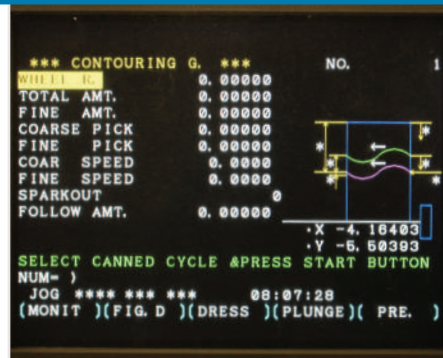 *** CONTOURING G. *** NO. 1
WHEEL R. 0.00000
TOTAL AMT. 0.00000
FINE AMT. 0.00000
COARSE PICK 0.00000
FINE PICK 0.00000
COAR SPEED 0.0000
FINE SPEED 0.0000
SPARKOUT 0
FOLLOW AMT. 0.00000
·X -4.16403
·Y -5.50393
SELECT CANNED CYCLE &PRESS START BUTTON
NUM= )
JOG **** *** *** 08:07:28
(MONIT )(FIG.D )(DRESS )(PLUNGE)( PRE. )